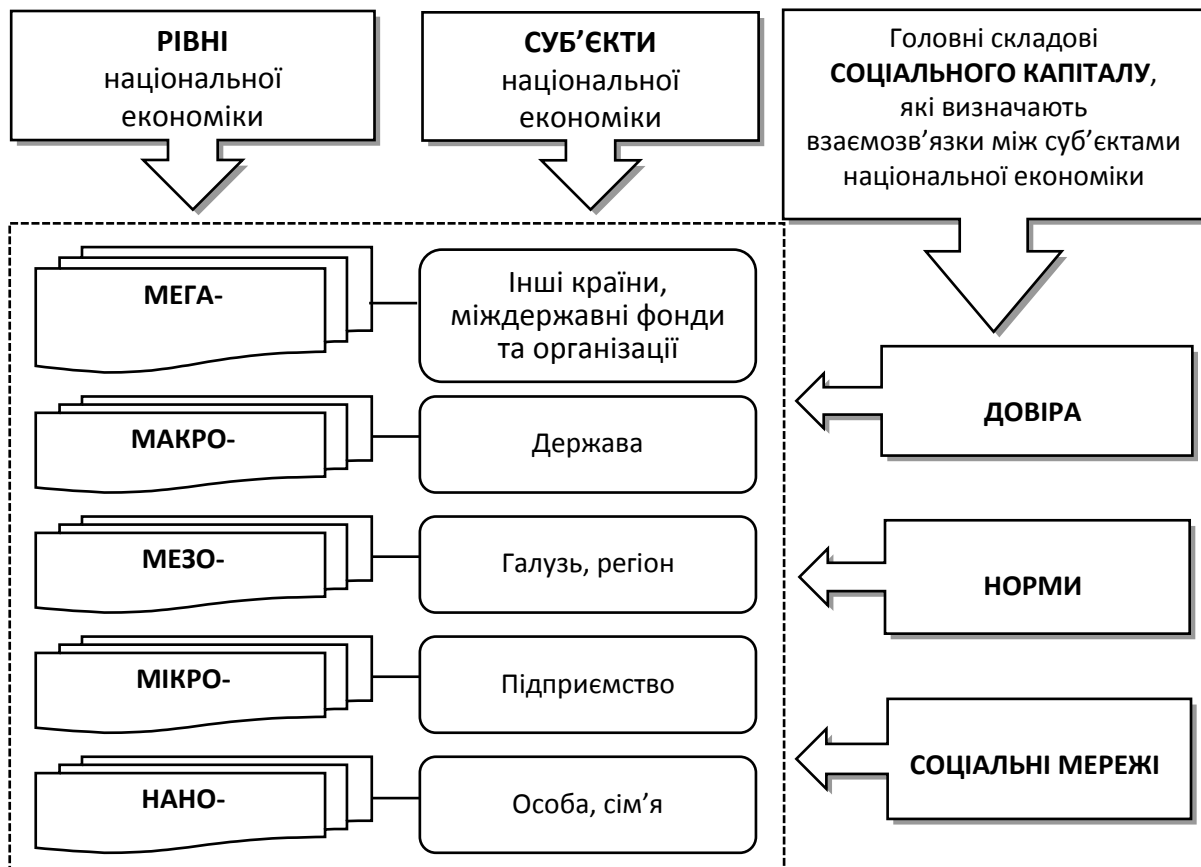 РІВНІ
національної
економіки
СУБ’ЄКТИ
національної
економіки
Головні складові
СОЦІАЛЬНОГО КАПІТАЛУ,
які визначають
взаємозв’язки між суб’єктами
національної економіки
МЕГА-
Інші країни,
міждержавні фонди
та організації
МАКРО-
Держава
МЕЗО-
Галузь, регіон
МІКРО-
Підприємство
НАНО-
Особа, сім’я
ДОВІРА
НОРМИ
СОЦІАЛЬНІ МЕРЕЖІ